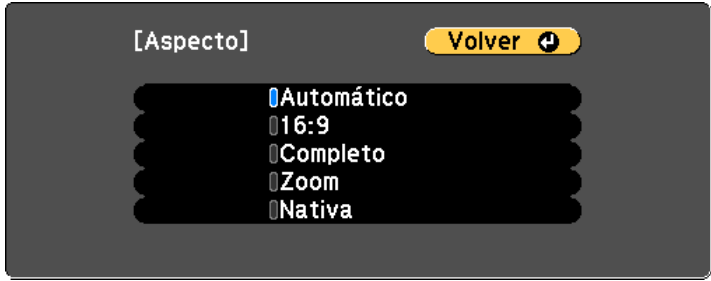 [Aspecto]
Volver
Automático
16:9
Completo
Zoom
Nativa